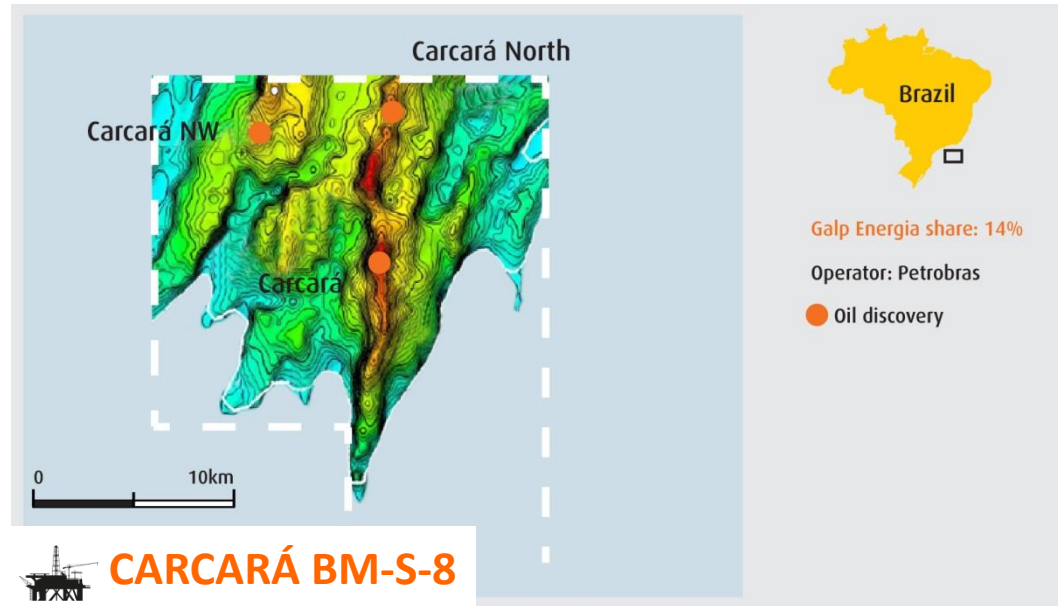 Carcará North
Carcará NW
Carcará
0 10km
CARCARÁ BM-S-8
Brazil
Galp Energia share: 14%
Operator: Petrobras
Oil discovery